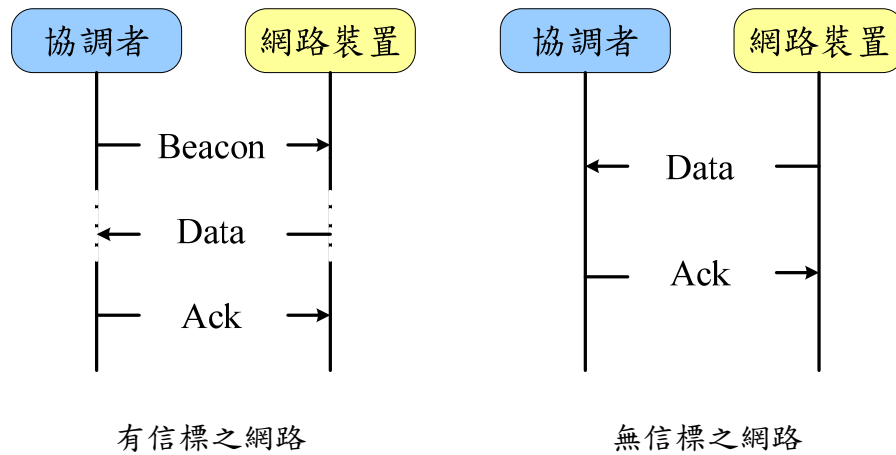 協調者
網路裝置
Beacon
Data
Ack
有信標之網路
協調者
網路裝置
Data
Ack
無信標之網路